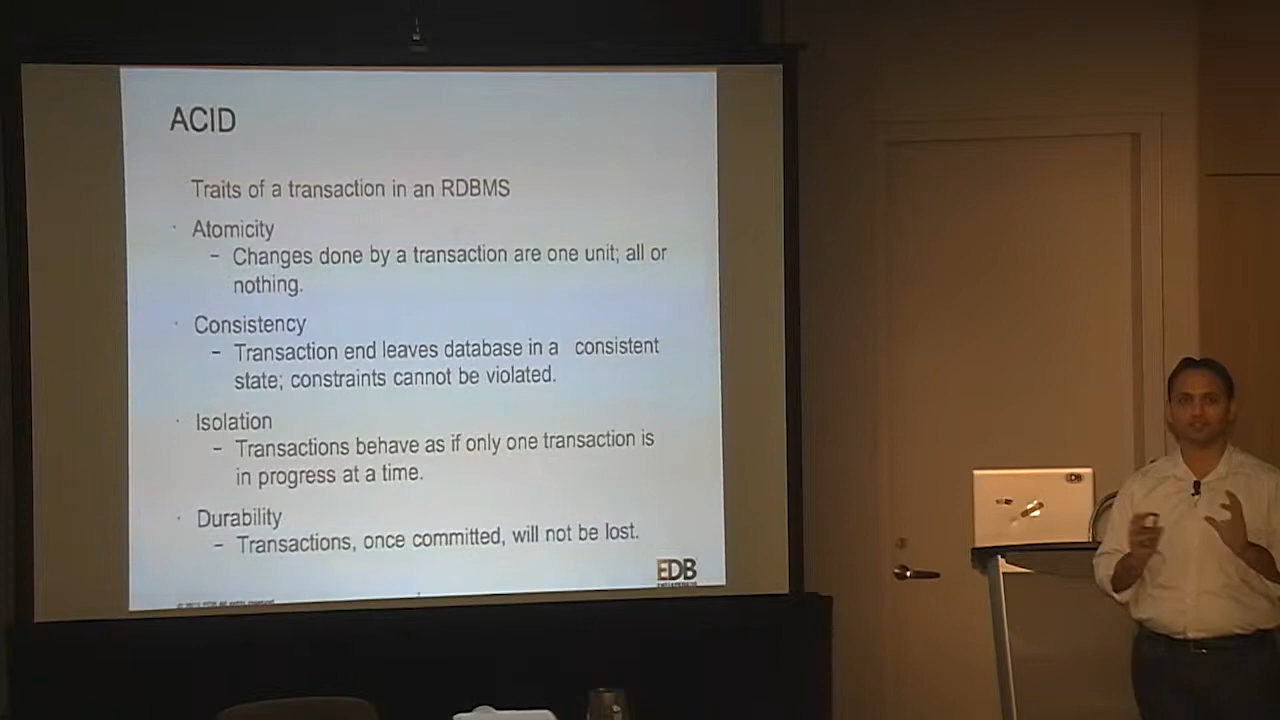 ACID
Traits of a transaction in an RDBMS
· Atomicity
– Changes done by a transaction are one unit; all or
nothing.
· Consistency
– Transaction end leaves database in a consistent
state; constraints cannot be violated.
· Isolation
– Transactions behave as if only one transaction is
in progress at a time.
· Durability
– Transactions, once committed, will not be lost.
EDB